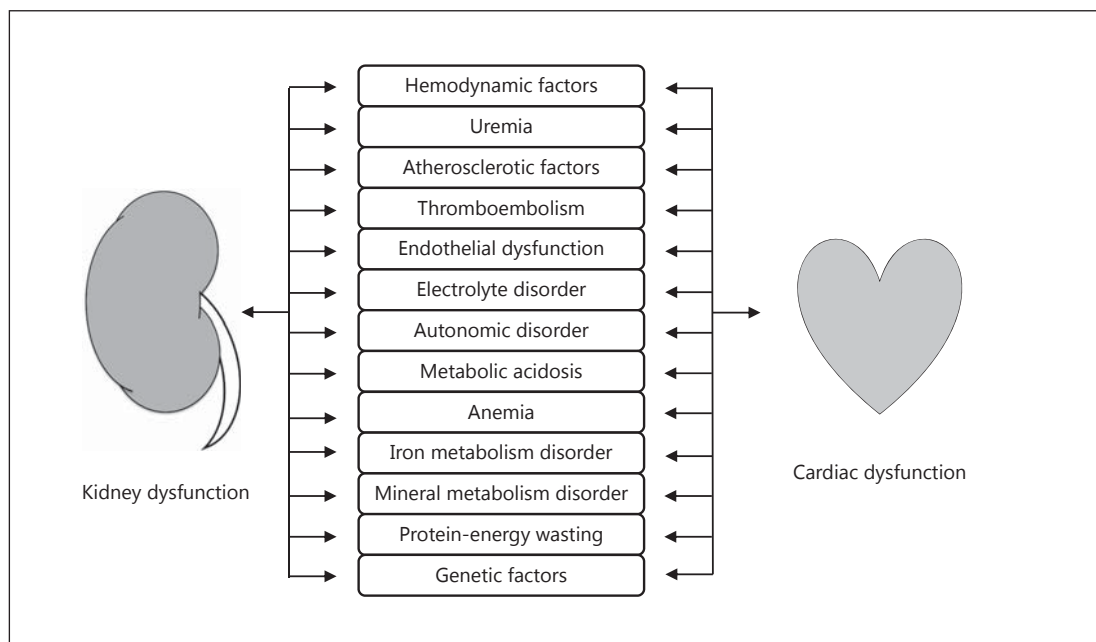 Hemodynamic factors
Uremia
Atherosclerotic factors
Thromboembolism
Endothelial dysfunction
Electrolyte disorder
Autonomic disorder
Metabolic acidosis
Anemia
Iron metabolism disorder
Mineral metabolism disorder
Protein-energy wasting
Genetic factors
Kidney dysfunction
Cardiac dysfunction